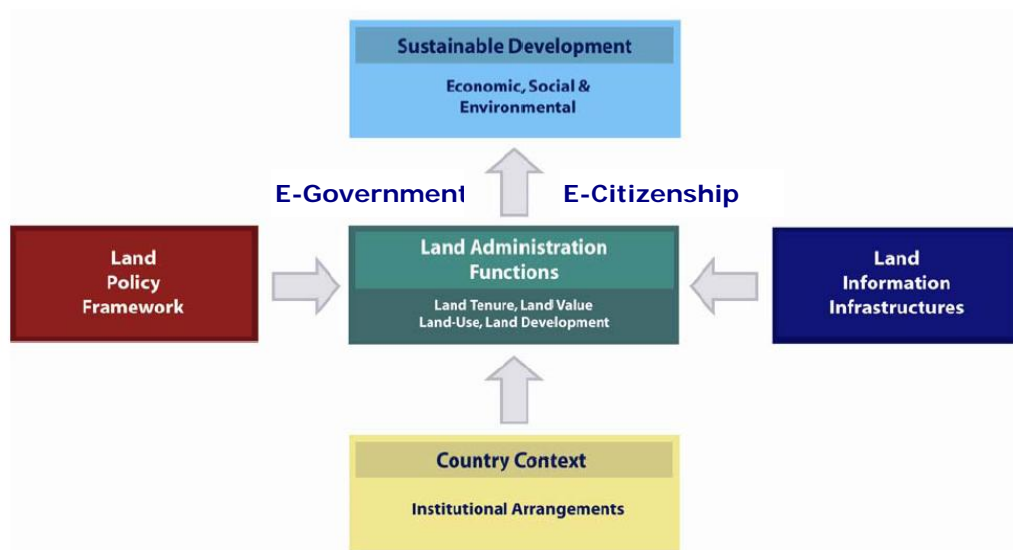 Sustainable Development
Economic, Social &
Environmental
E-Government
E-Citizenship
Land
Policy
Framework
Land Administration
Functions
Land Tenure, Land Value
Land-Use, Land Development
Land
Information
Infrastructures
Country Context
Institutional Arrangements